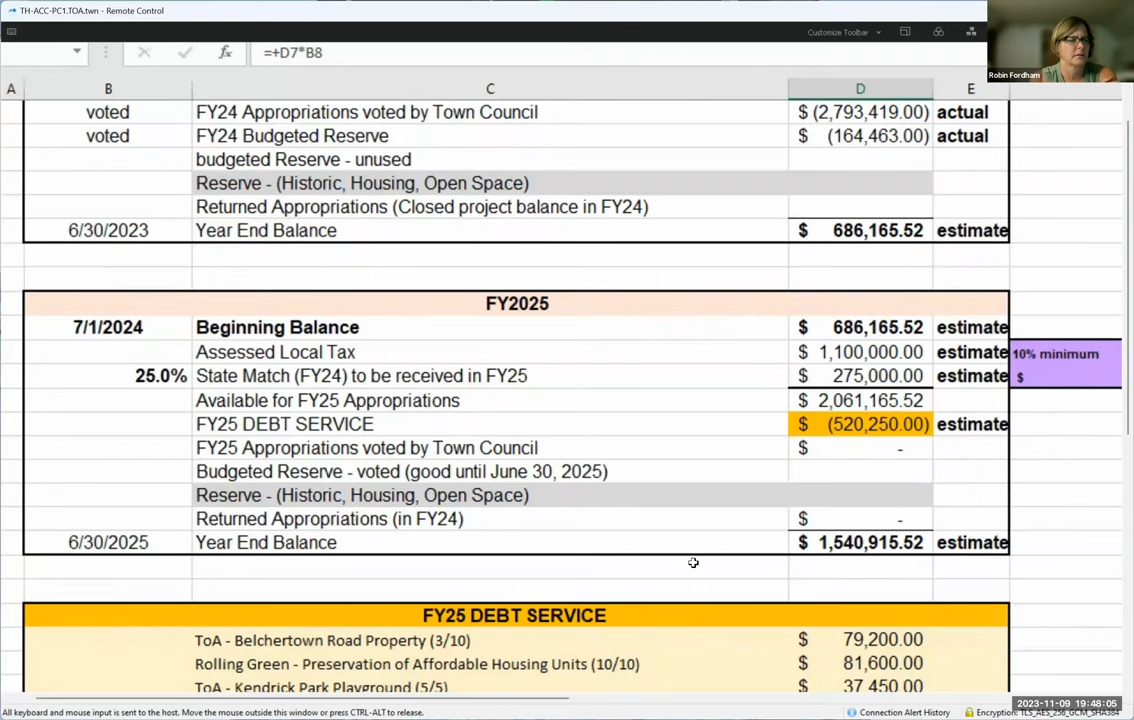 TH-ACC-PC1.TOA.twn - Remote Control
Customize Toolbar
Robin Fordham
fx =+D7*B8
A B C D E
voted FY24 Appropriations voted by Town Council $ (2,793,419.00) actual
voted FY24 Budgeted Reserve $ (164,463.00) actual
budgeted Reserve - unused
Reserve - (Historic, Housing, Open Space)
Returned Appropriations (Closed project balance in FY24)
6/30/2023 Year End Balance $ 686,165.52 estimate
FY2025
7/1/2024 Beginning Balance $ 686,165.52 estimate
Assessed Local Tax $ 1,100,000.00 estimate 10% minimum
25.0% State Match (FY24) to be received in FY25 $ 275,000.00 estimate $
Available for FY25 Appropriations $ 2,061,165.52
FY25 DEBT SERVICE $ (520,250.00) estimate
FY25 Appropriations voted by Town Council $ -
Budgeted Reserve - voted (good until June 30, 2025)
Reserve - (Historic, Housing, Open Space)
Returned Appropriations (in FY24) $ -
6/30/2025 Year End Balance $ 1,540,915.52 estimate
FY25 DEBT SERVICE
ToA - Belchertown Road Property (3/10) $ 79,200.00
Rolling Green - Preservation of Affordable Housing Units (10/10) $ 81,600.00
ToA - Kendrick Park Playground (5/5) $ 37,450.00
2023-11-09 19:48:05
All keyboard and mouse input is sent to the host. Move the mouse outside this window or press CTRL-ALT to release. Connection Alert History Encryption: TLS_AES_256_GCM_SHA384